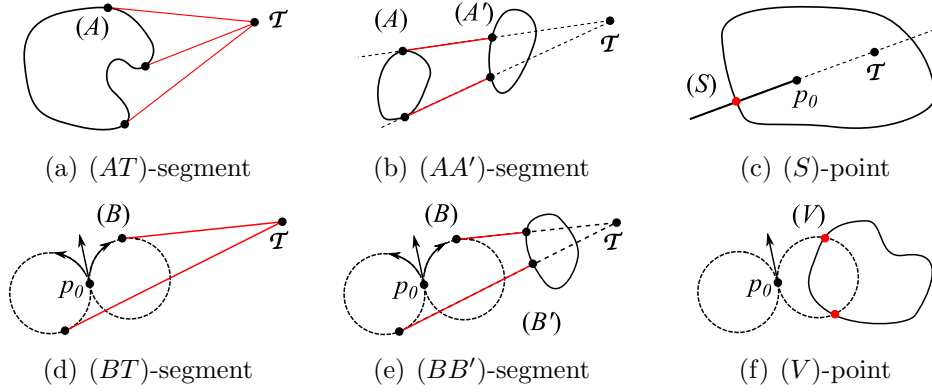 (A) 𝒯
(A) (A′) 𝒯
(S) p₀ 𝒯
(a) (AT)-segment
(b) (AA′)-segment
(c) (S)-point
(B) p₀ 𝒯
(B) p₀ (B′) 𝒯
(V) p₀
(d) (BT)-segment
(e) (BB′)-segment
(f) (V)-point